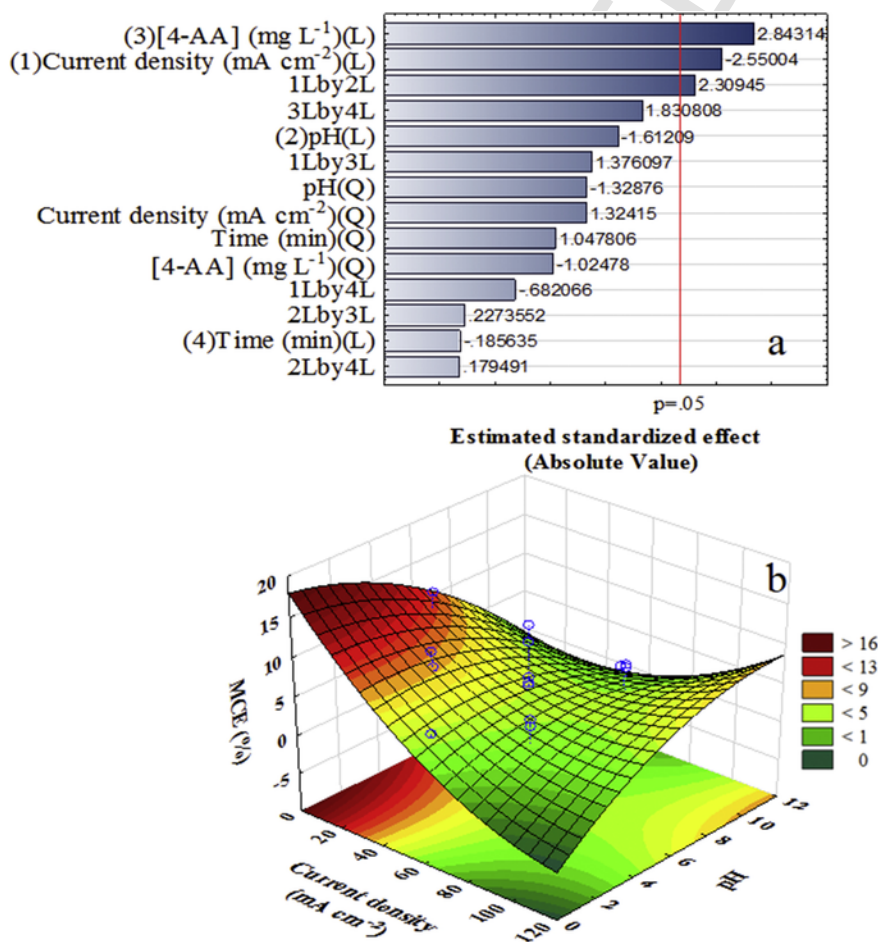 (3)[4-AA] (mg L⁻¹)(L) 2.84314
(1)Current density (mA cm⁻²)(L) -2.55004
1Lby2L 2.30945
3Lby4L 1.830808
(2)pH(L) -1.61209
1Lby3L 1.376097
pH(Q) -1.32876
Current density (mA cm⁻²)(Q) 1.32415
Time (min)(Q) 1.047806
[4-AA] (mg L⁻¹)(Q) -1.02478
1Lby4L -.682066
2Lby3L .2273552
(4)Time (min)(L) -.185635
2Lby4L .179491
a
p=.05
Estimated standardized effect
(Absolute Value)
b
20
15
10
5
0
-5
MCE (%)
0 20 40 60 80 100 120
Current density
(mA cm⁻²)
0 2 4 6 8 10 12
pH
> 16
< 13
< 9
< 5
< 1
0